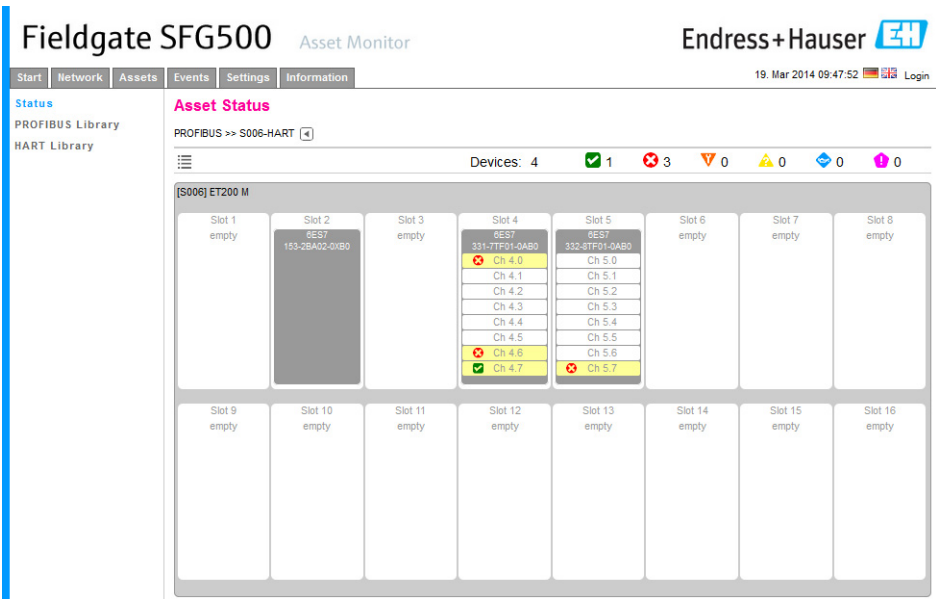 Fieldgate SFG500 Asset Monitor
Endress+Hauser EH
Start Network Assets Events Settings Information
19. Mar 2014 09:47:52 Login
Status
PROFIBUS Library
HART Library
Asset Status
PROFIBUS >> S006-HART
Devices: 4 1 3 0 0 0 0
[S006] ET200 M
Slot 1
empty
Slot 2
6ES7
153-2BA02-0XB0
Slot 3
empty
Slot 4
6ES7
331-7TF01-0AB0
Ch 4.0
Ch 4.1
Ch 4.2
Ch 4.3
Ch 4.4
Ch 4.5
Ch 4.6
Ch 4.7
Slot 5
6ES7
332-8TF01-0AB0
Ch 5.0
Ch 5.1
Ch 5.2
Ch 5.3
Ch 5.4
Ch 5.5
Ch 5.6
Ch 5.7
Slot 6
empty
Slot 7
empty
Slot 8
empty
Slot 9
empty
Slot 10
empty
Slot 11
empty
Slot 12
empty
Slot 13
empty
Slot 14
empty
Slot 15
empty
Slot 16
empty